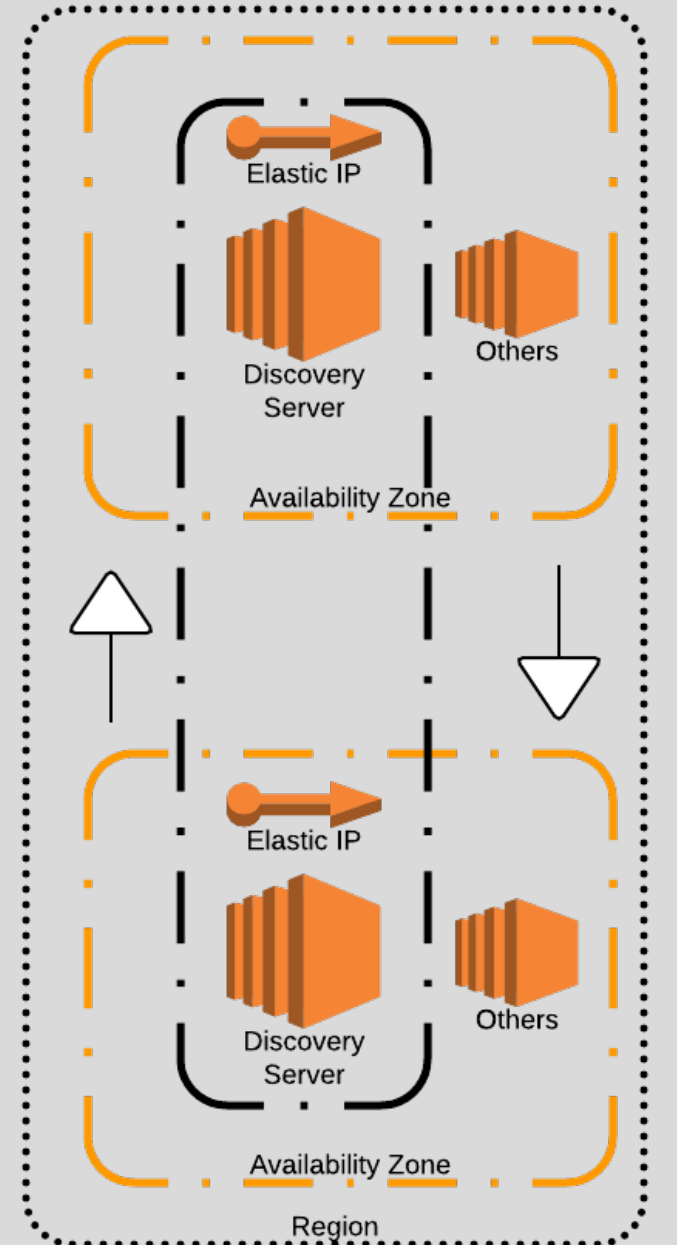 Elastic IP
Discovery
Server
Others
Availability Zone
Elastic IP
Discovery
Server
Others
Availability Zone
Region